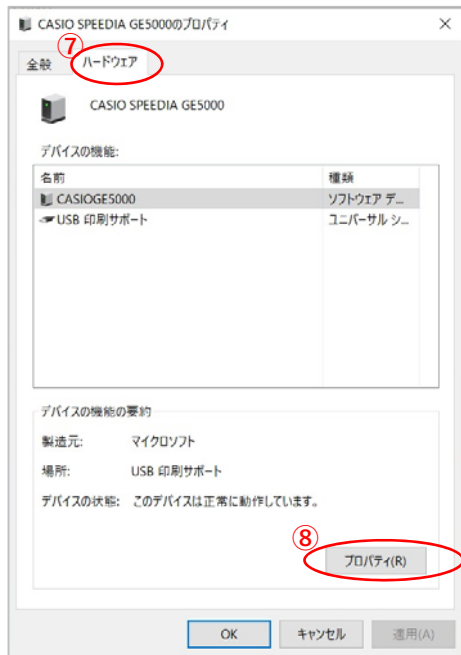 CASIO SPEEDIA GE5000のプロパティ
⑦
全般 ハードウェア
CASIO SPEEDIA GE5000
デバイスの機能:
名前 種類
CASIOGE5000 ソフトウェア デ...
USB 印刷サポート ユニバーサル シ...
デバイスの機能の要約
製造元: マイクロソフト
場所: USB 印刷サポート
デバイスの状態: このデバイスは正常に動作しています。
⑧
プロパティ(R)
OK キャンセル 適用(A)